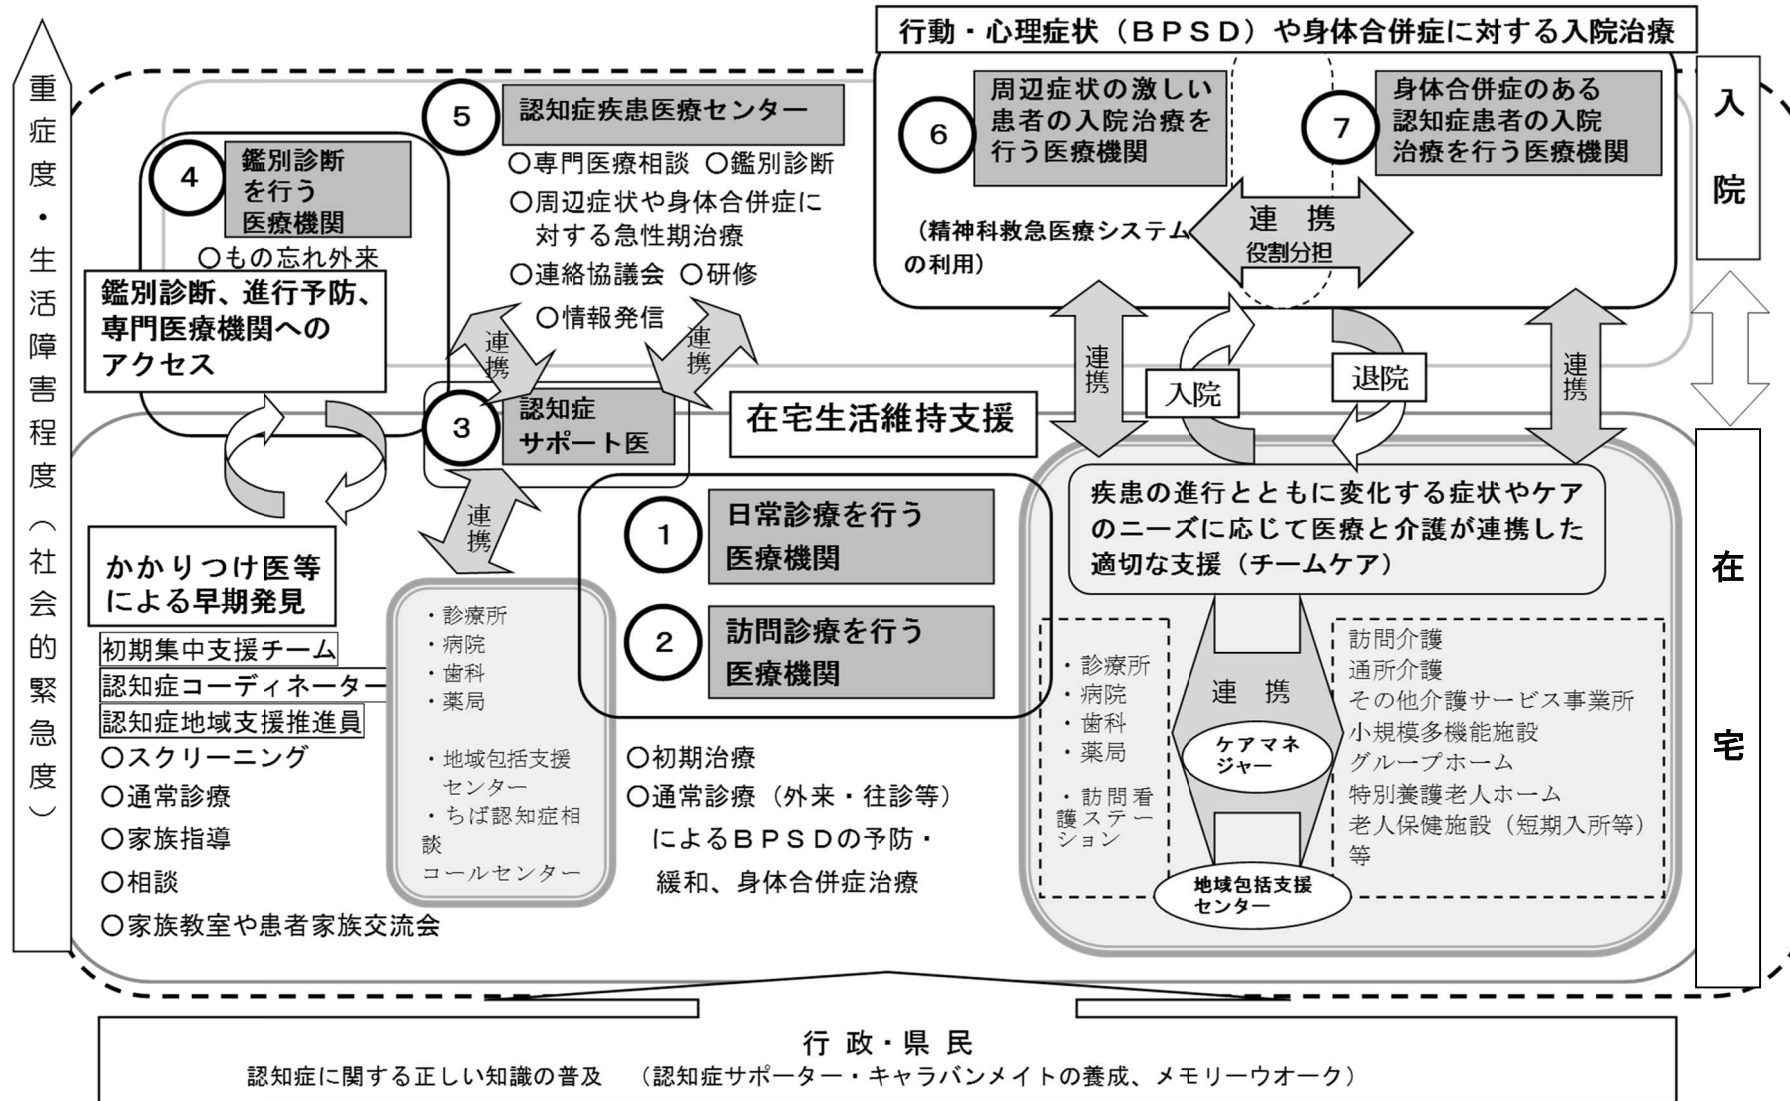 重症度・生活障害程度（社会的緊急度）
行動・心理症状（ＢＰＳＤ）や身体合併症に対する入院治療
入院
④
鑑別診断
を行う
医療機関
○もの忘れ外来
鑑別診断、進行予防、
専門医療機関への
アクセス
⑤
認知症疾患医療センター
○専門医療相談 ○鑑別診断
○周辺症状や身体合併症に
対する急性期治療
○連絡協議会 ○研修
○情報発信
⑥
周辺症状の激しい
患者の入院治療を
行う医療機関
（精神科救急医療システム
の利用）
⑦
身体合併症のある
認知症患者の入院
治療を行う医療機関
連 携
役割分担
連携
連携
連携
連携
入院
退院
③
認知症
サポート医
在宅生活維持支援
連携
かかりつけ医等
による早期発見
初期集中支援チーム
認知症コーディネーター
認知症地域支援推進員
○スクリーニング
○通常診療
○家族指導
○相談
○家族教室や患者家族交流会
・診療所
・病院
・歯科
・薬局
・地域包括支援
センター
・ちば認知症相
談
コールセンター
①
日常診療を行う
医療機関
②
訪問診療を行う
医療機関
○初期治療
○通常診療（外来・往診等）
によるＢＰＳＤの予防・
緩和、身体合併症治療
疾患の進行とともに変化する症状やケア
のニーズに応じて医療と介護が連携した
適切な支援（チームケア）
・診療所
・病院
・歯科
・薬局
・訪問看
護ステー
ション
連 携
ケアマネ
ジャー
地域包括支援
センター
訪問介護
通所介護
その他介護サービス事業所
小規模多機能施設
グループホーム
特別養護老人ホーム
老人保健施設（短期入所等）
等
在宅
行 政・県 民
認知症に関する正しい知識の普及 （認知症サポーター・キャラバンメイトの養成、メモリーウオーク）